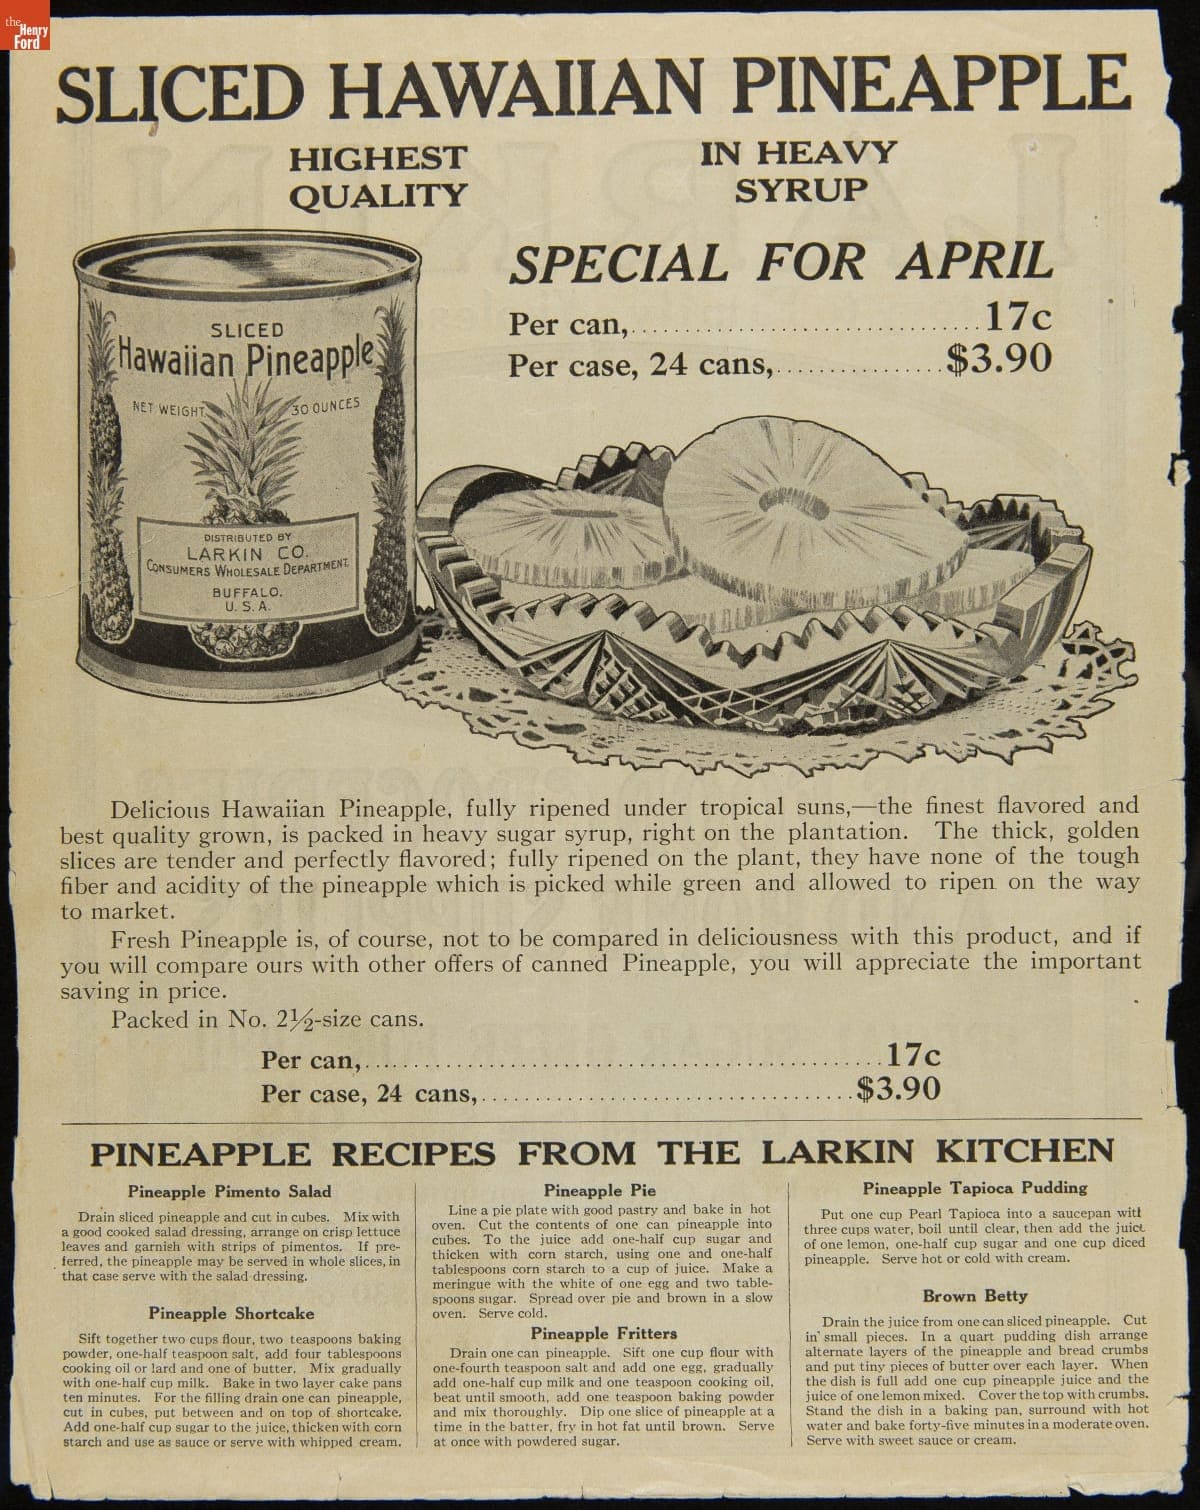 the
Henry
Ford
SLICED HAWAIIAN PINEAPPLE
HIGHEST
QUALITY
IN HEAVY
SYRUP
SPECIAL FOR APRIL
Per can,................................17c
Per case, 24 cans,................$3.90
SLICED
Hawaiian Pineapple
NET WEIGHT 30 OUNCES
DISTRIBUTED BY
LARKIN CO.
CONSUMERS WHOLESALE DEPARTMENT
BUFFALO.
U. S. A.
Delicious Hawaiian Pineapple, fully ripened under tropical suns,—the finest flavored and
best quality grown, is packed in heavy sugar syrup, right on the plantation. The thick, golden
slices are tender and perfectly flavored; fully ripened on the plant, they have none of the tough
fiber and acidity of the pineapple which is picked while green and allowed to ripen on the way
to market.
Fresh Pineapple is, of course, not to be compared in deliciousness with this product, and if
you will compare ours with other offers of canned Pineapple, you will appreciate the important
saving in price.
Packed in No. 2½-size cans.
Per can,................................................17c
Per case, 24 cans,...................................$3.90
PINEAPPLE RECIPES FROM THE LARKIN KITCHEN
Pineapple Pimento Salad
Drain sliced pineapple and cut in cubes. Mix with
a good cooked salad dressing, arrange on crisp lettuce
leaves and garnish with strips of pimentos. If pre-
ferred, the pineapple may be served in whole slices, in
that case serve with the salad dressing.
Pineapple Shortcake
Sift together two cups flour, two teaspoons baking
powder, one-half teaspoon salt, add four tablespoons
cooking oil or lard and one of butter. Mix gradually
with one-half cup milk. Bake in two layer cake pans
ten minutes. For the filling drain one can pineapple,
cut in cubes, put between and on top of shortcake.
Add one-half cup sugar to the juice, thicken with corn
starch and use as sauce or serve with whipped cream.
Pineapple Pie
Line a pie plate with good pastry and bake in hot
oven. Cut the contents of one can pineapple into
cubes. To the juice add one-half cup sugar and
thicken with corn starch, using one and one-half
tablespoons corn starch to a cup of juice. Make a
meringue with the white of one egg and two table-
spoons sugar. Spread over pie and brown in a slow
oven. Serve cold.
Pineapple Fritters
Drain one can pineapple. Sift one cup flour with
one-fourth teaspoon salt and add one egg, gradually
add one-half cup milk and one teaspoon cooking oil,
beat until smooth, add one teaspoon baking powder
and mix thoroughly. Dip one slice of pineapple at a
time in the batter, fry in hot fat until brown. Serve
at once with powdered sugar.
Pineapple Tapioca Pudding
Put one cup Pearl Tapioca into a saucepan with
three cups water, boil until clear, then add the juice
of one lemon, one-half cup sugar and one cup diced
pineapple. Serve hot or cold with cream.
Brown Betty
Drain the juice from one can sliced pineapple. Cut
in small pieces. In a quart pudding dish arrange
alternate layers of the pineapple and bread crumbs
and put tiny pieces of butter over each layer. When
the dish is full add one cup pineapple juice and the
juice of one lemon mixed. Cover the top with crumbs.
Stand the dish in a baking pan, surround with hot
water and bake forty-five minutes in a moderate oven.
Serve with sweet sauce or cream.